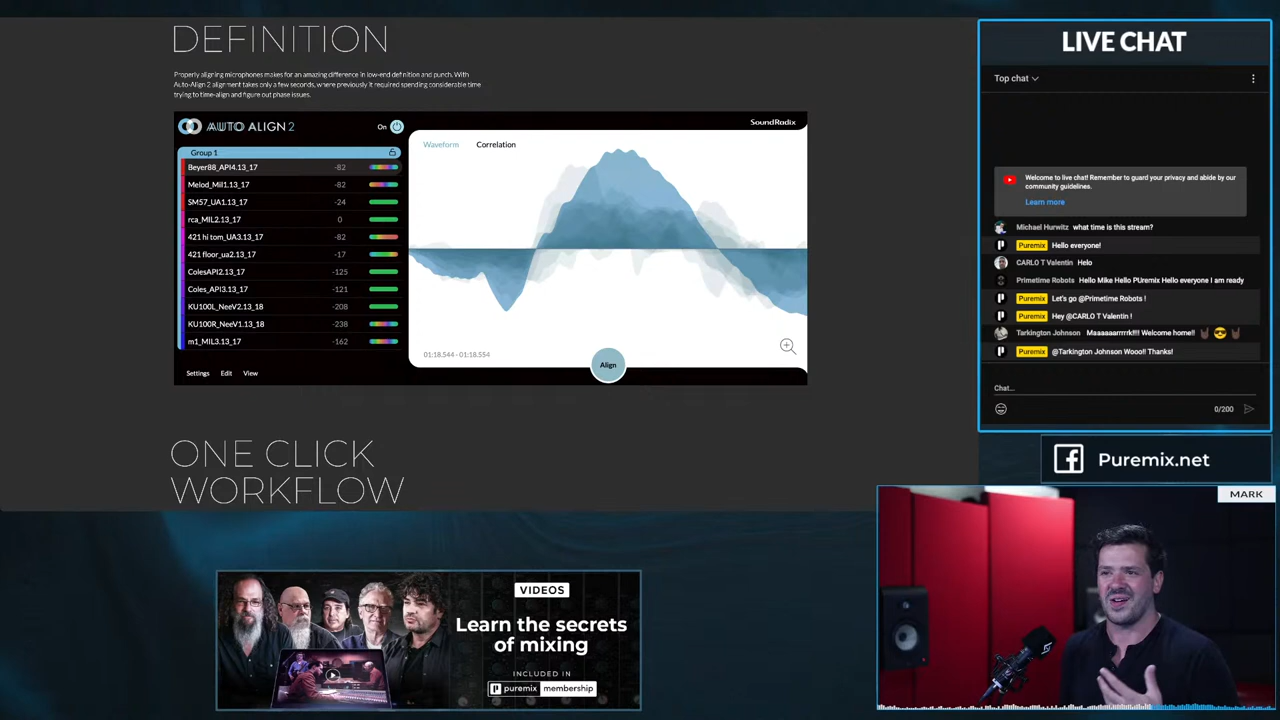 DEFINITION
Properly aligning microphones makes for an amazing difference in low-end definition and punch. With
Auto-Align 2 alignment takes only a few seconds, where previously it required spending considerable time
trying to time-align and figure out phase issues.
AUTO ALIGN 2
On
SoundRadix
Group 1
Beyer88_API4.13_17 -82
Melod_Mil1.13_17 -82
SM57_UA1.13_17 -24
rca_MIL2.13_17 0
421 hi tom_UA3.13_17 -82
421 floor_ua2.13_17 -17
ColesAPI2.13_17 -125
Coles_API3.13_17 -121
KU100L_NeeV2.13_18 -208
KU100R_NeeV1.13_18 -238
m1_MIL3.13_17 -162
Settings Edit View
Waveform Correlation
01:18.544 - 01:18.554
Align
ONE CLICK
WORKFLOW
LIVE CHAT
Top chat
Welcome to live chat! Remember to guard your privacy and abide by our
community guidelines.
Learn more
Michael Hurwitz what time is this stream?
Puremix Hello everyone!
CARLO T Valentin Helo
Primetime Robots Hello Mike Hello PUremix Hello everyone I am ready
Puremix Let's go @Primetime Robots !
Puremix Hey @CARLO T Valentin !
Tarkington Johnson Maaaaaarrrrk!!!! Welcome home!!
Puremix @Tarkington Johnson Wooo!! Thanks!
Chat...
0/200
Puremix.net
MARK
VIDEOS
Learn the secrets
of mixing
INCLUDED IN
puremix membership